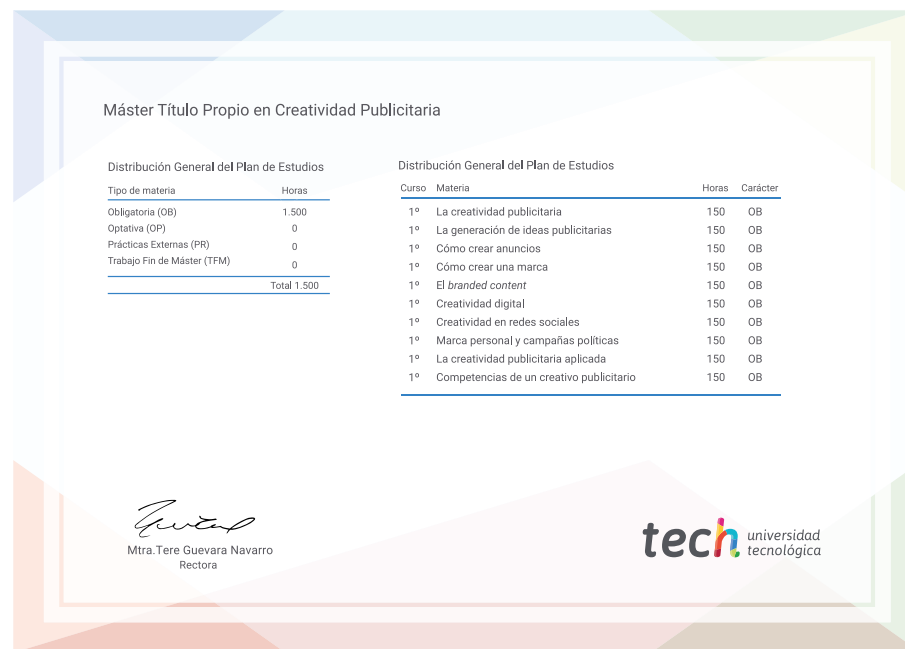 Máster Título Propio en Creatividad Publicitaria
Distribución General del Plan de Estudios
Tipo de materia Horas
Obligatoria (OB) 1.500
Optativa (OP) 0
Prácticas Externas (PR) 0
Trabajo Fin de Máster (TFM) 0
Total 1.500
Distribución General del Plan de Estudios
Curso Materia Horas Carácter
1º La creatividad publicitaria 150 OB
1º La generación de ideas publicitarias 150 OB
1º Cómo crear anuncios 150 OB
1º Cómo crear una marca 150 OB
1º El branded content 150 OB
1º Creatividad digital 150 OB
1º Creatividad en redes sociales 150 OB
1º Marca personal y campañas políticas 150 OB
1º La creatividad publicitaria aplicada 150 OB
1º Competencias de un creativo publicitario 150 OB
Mtra.Tere Guevara Navarro
Rectora
tech universidad
tecnológica